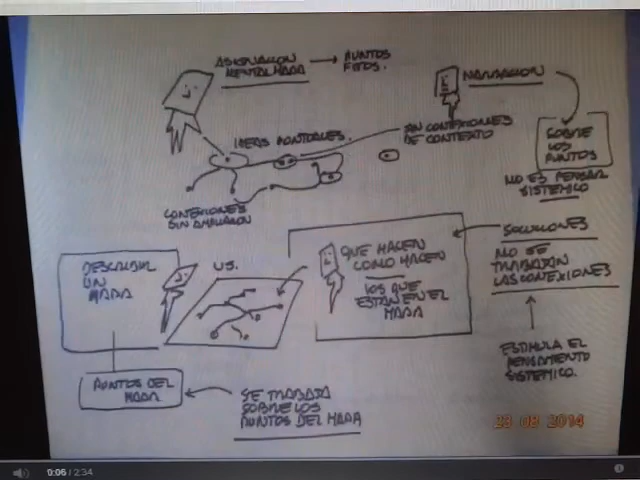 ASIGNACION
MENTAL MAPA
PUNTOS
FIJOS.
NARRACION
IDEAS PUNTUALES.
SIN CONEXIONES
DE CONTEXTO
SOBRE
LOS
PUNTOS
NO ES PENSAR
SISTEMICO
CONEXIONES
SIN AMPLIACION
SOLUCIONES
NO SE
TRABAJAN
LAS CONEXIONES
DESCRIBIR
UN
MAPA
VS.
QUE HACEN
COMO HACEN
LOS QUE
ESTAN EN EL
MAPA
ESTIMULA EL
PENSAMIENTO
SISTEMICO.
PUNTOS DEL
MAPA
SE TRABAJA
SOBRE LOS
PUNTOS DEL MAPA
23 08 2014
0:06 / 2:34